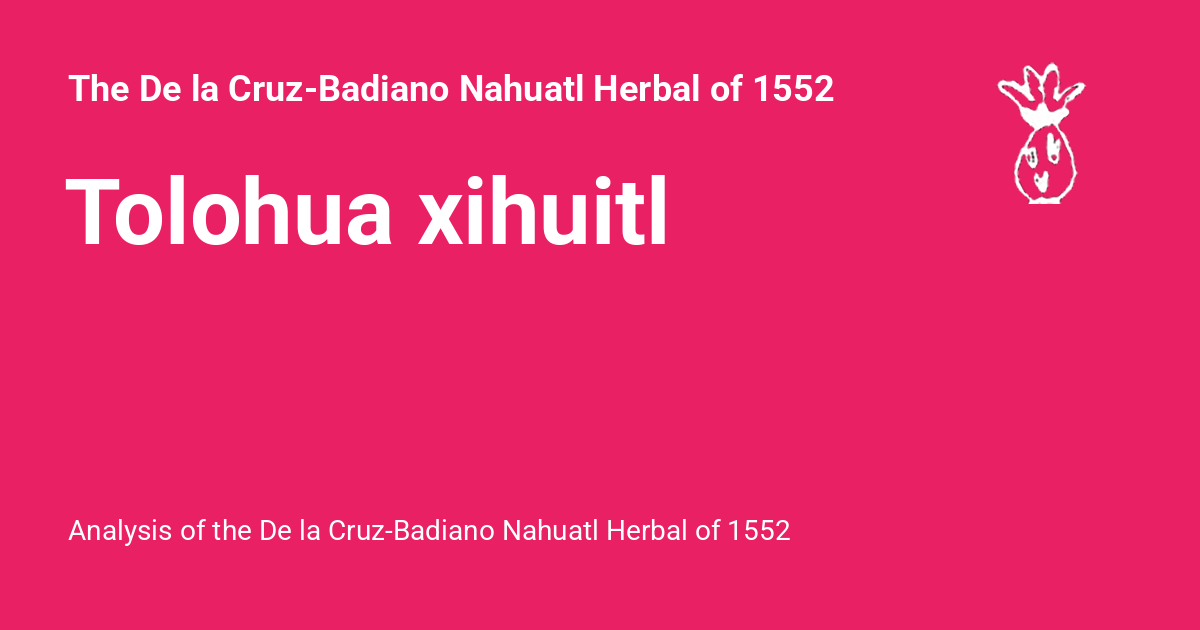 The De la Cruz-Badiano Nahuatl Herbal of 1552
Tolohua xihuitl
Analysis of the De la Cruz-Badiano Nahuatl Herbal of 1552